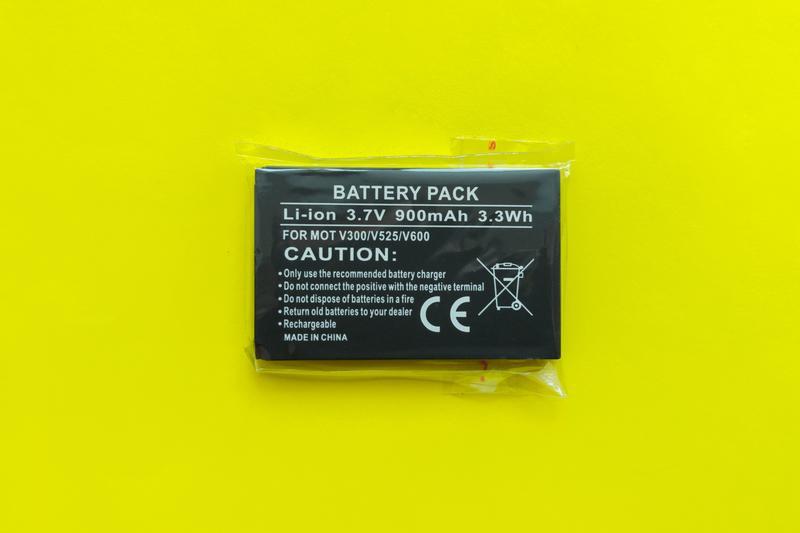 BATTERY PACK
Li-ion 3.7V 900mAh 3.3Wh
FOR MOT V300/V525/V600
CAUTION:
• Only use the recommended battery charger
• Do not connect the positive with the negative terminal
• Do not dispose of batteries in a fire
• Return old batteries to your dealer
• Rechargeable
MADE IN CHINA
CE